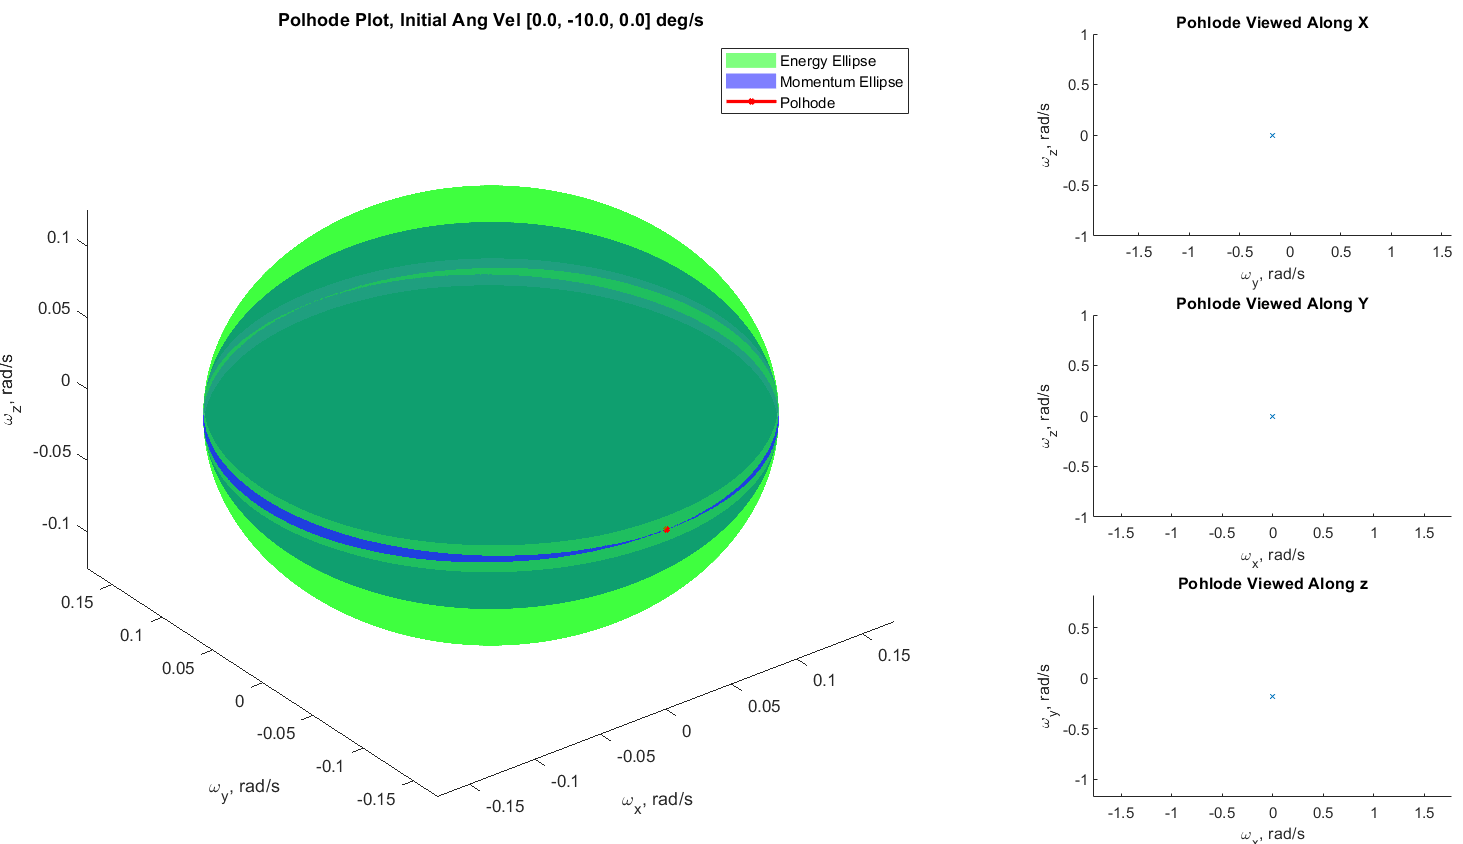 Polhode Plot, Initial Ang Vel [0.0, -10.0, 0.0] deg/s
Energy Ellipse
Momentum Ellipse
Polhode
0.1
0.05
0
-0.05
-0.1
ω_z, rad/s
0.15
0.1
0.05
0
-0.05
-0.1
-0.15
ω_y, rad/s
-0.15
-0.1
-0.05
0
0.05
0.1
0.15
ω_x, rad/s
Pohlode Viewed Along X
1
0.5
0
-0.5
-1
ω_z, rad/s
-1.5 -1 -0.5 0 0.5 1 1.5
ω_y, rad/s
Pohlode Viewed Along Y
1
0.5
0
-0.5
-1
ω_z, rad/s
-1.5 -1 -0.5 0 0.5 1 1.5
ω_x, rad/s
Pohlode Viewed Along z
0.5
0
-0.5
-1
ω_y, rad/s
-1.5 -1 -0.5 0 0.5 1 1.5
ω_x, rad/s